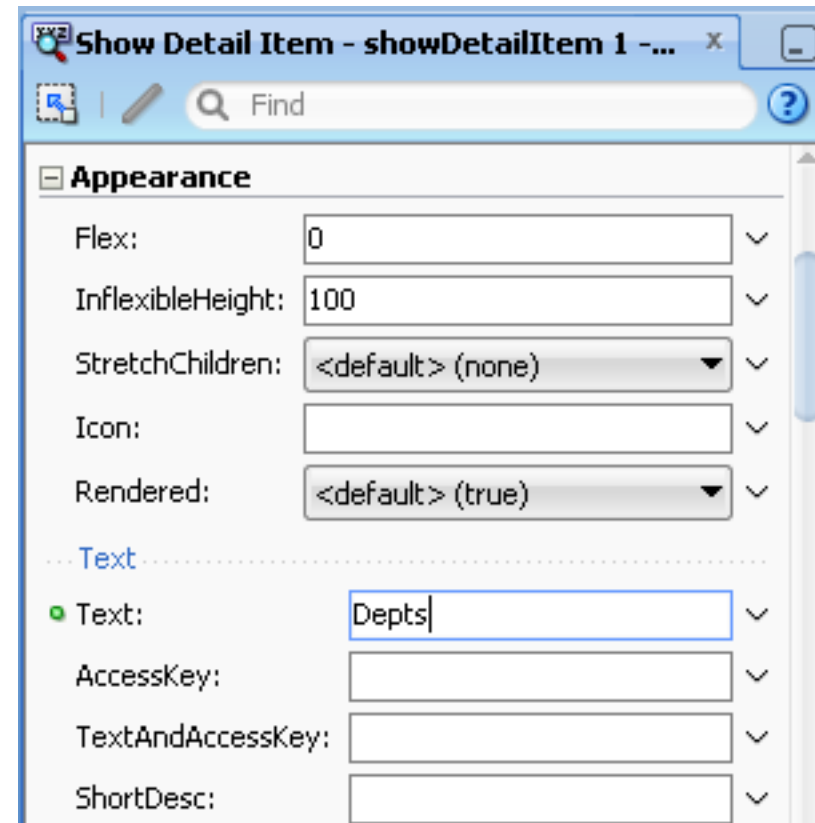 Show Detail Item - showDetailItem 1 -... x
Find
Appearance
Flex: 0
InflexibleHeight: 100
StretchChildren: <default> (none)
Icon:
Rendered: <default> (true)
Text
Text: Depts
AccessKey:
TextAndAccessKey:
ShortDesc: